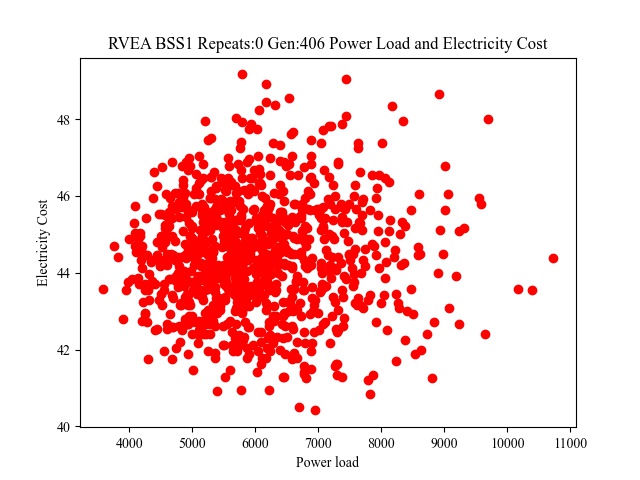 RVEA BSS1 Repeats:0 Gen:406 Power Load and Electricity Cost
48
46
44
42
40
Electricity Cost
4000 5000 6000 7000 8000 9000 10000 11000
Power load